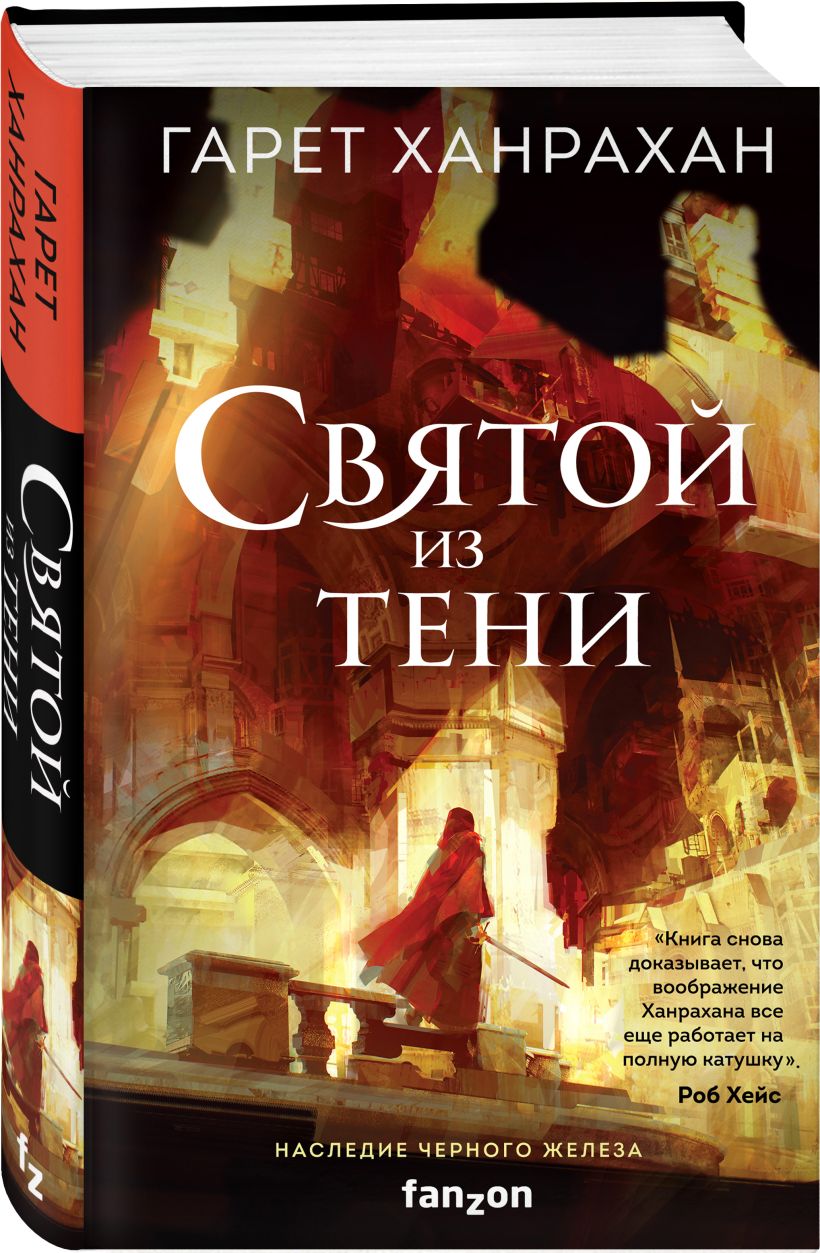 ГАРЕТ ХАНРАХАН
СВЯТОЙ
ИЗ
ТЕНИ
«Книга снова
доказывает, что
воображение
Ханрахана все
еще работает на
полную катушку».
Роб Хейс
НАСЛЕДИЕ ЧЕРНОГО ЖЕЛЕЗА
fanzon
ГАРЕТ
ХАНРАХАН
СВЯТОЙ
ИЗ ТЕНИ
fz